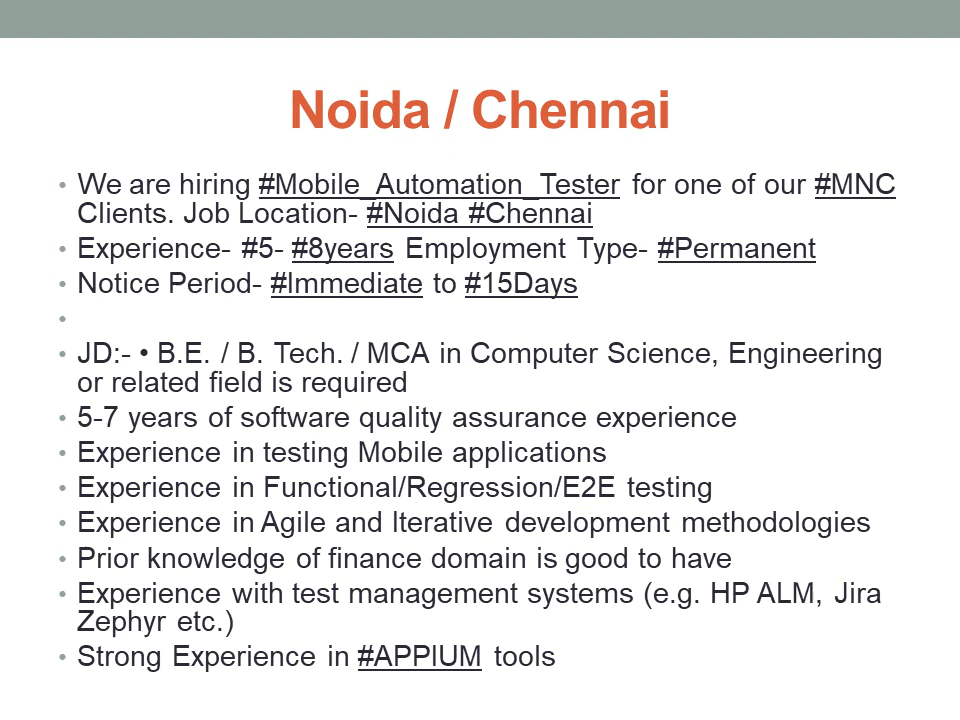 Noida / Chennai
• We are hiring #Mobile_Automation_Tester for one of our #MNC
Clients. Job Location- #Noida #Chennai
• Experience- #5- #8years Employment Type- #Permanent
• Notice Period- #Immediate to #15Days
•
• JD:- • B.E. / B. Tech. / MCA in Computer Science, Engineering
or related field is required
• 5-7 years of software quality assurance experience
• Experience in testing Mobile applications
• Experience in Functional/Regression/E2E testing
• Experience in Agile and Iterative development methodologies
• Prior knowledge of finance domain is good to have
• Experience with test management systems (e.g. HP ALM, Jira
Zephyr etc.)
• Strong Experience in #APPIUM tools